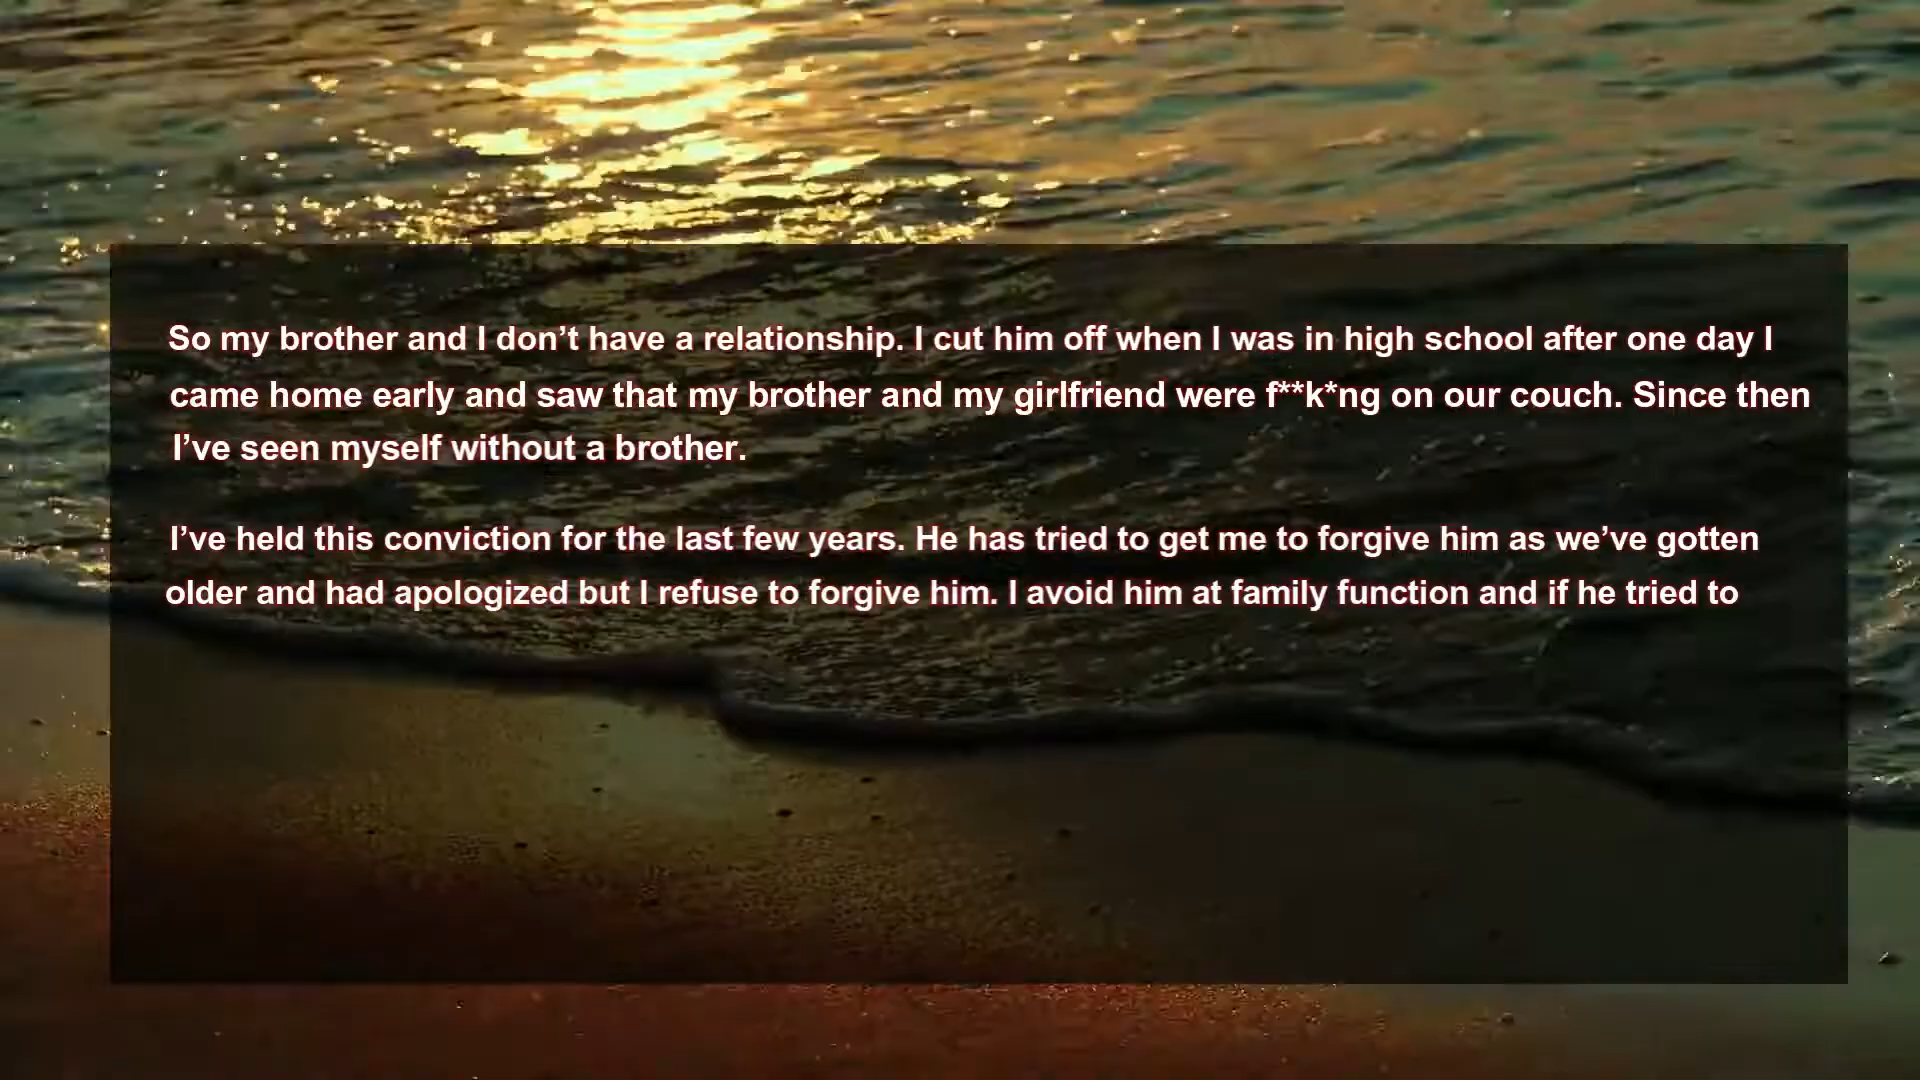 So my brother and I don’t have a relationship. I cut him off when I was in high school after one day I
came home early and saw that my brother and my girlfriend were f**k*ng on our couch. Since then
I’ve seen myself without a brother.
I’ve held this conviction for the last few years. He has tried to get me to forgive him as we’ve gotten
older and had apologized but I refuse to forgive him. I avoid him at family function and if he tried to